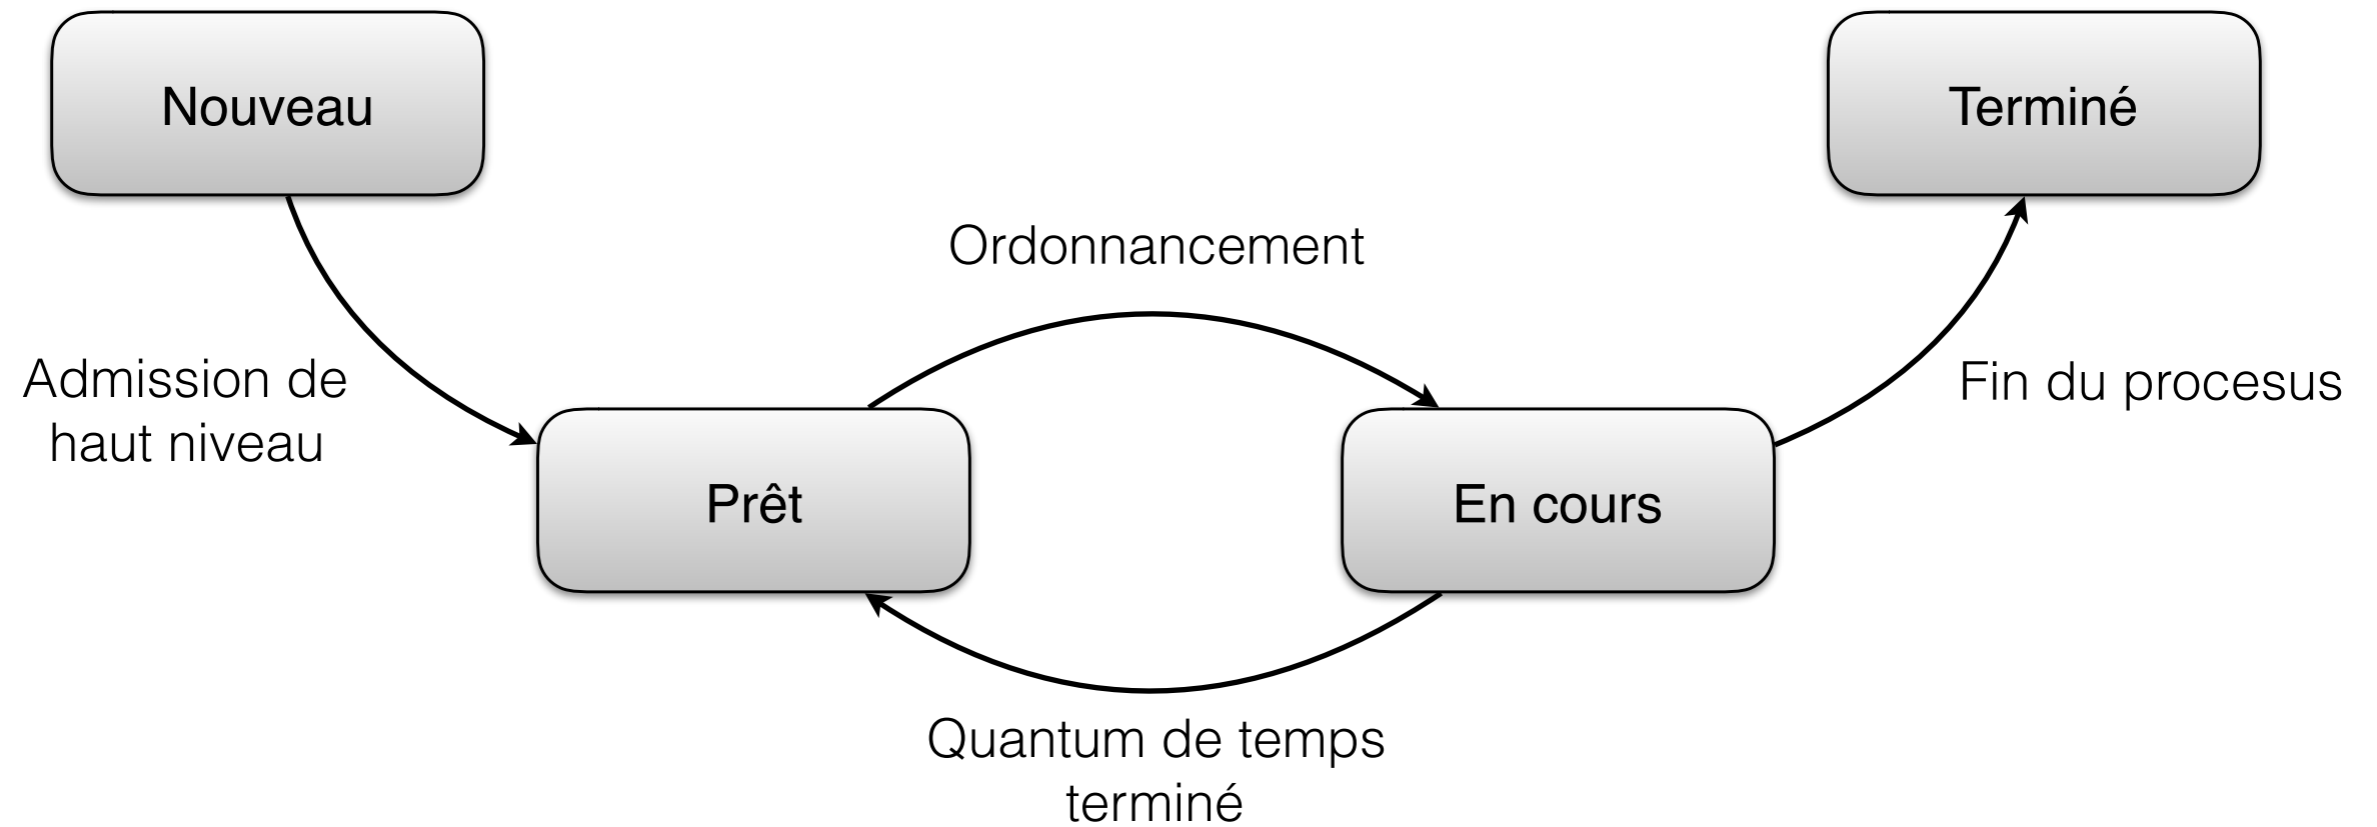 Nouveau
Terminé
Ordonnancement
Admission de
haut niveau
Fin du procesus
Prêt
En cours
Quantum de temps
terminé